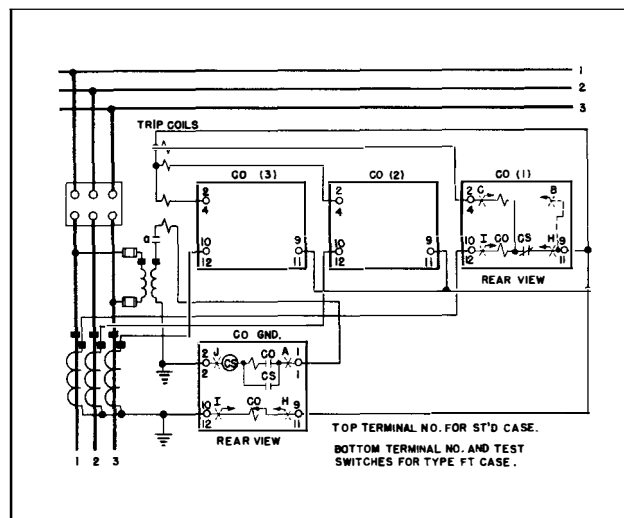 1
2
3
TRIP COILS
CO (3)
CO (2)
CO (1)
2
4
2
4
2
4
C
B
a
10
12
9
11
10
12
9
11
10
12
I
CO
CS
H
9
11
REAR VIEW
CO GND.
2
2
J
CS
CO
A
1
1
CS
10
12
I
CO
H
9
11
REAR VIEW
TOP TERMINAL NO. FOR ST'D CASE.
BOTTOM TERMINAL NO. AND TEST
SWITCHES FOR TYPE FT CASE.
1 2 3